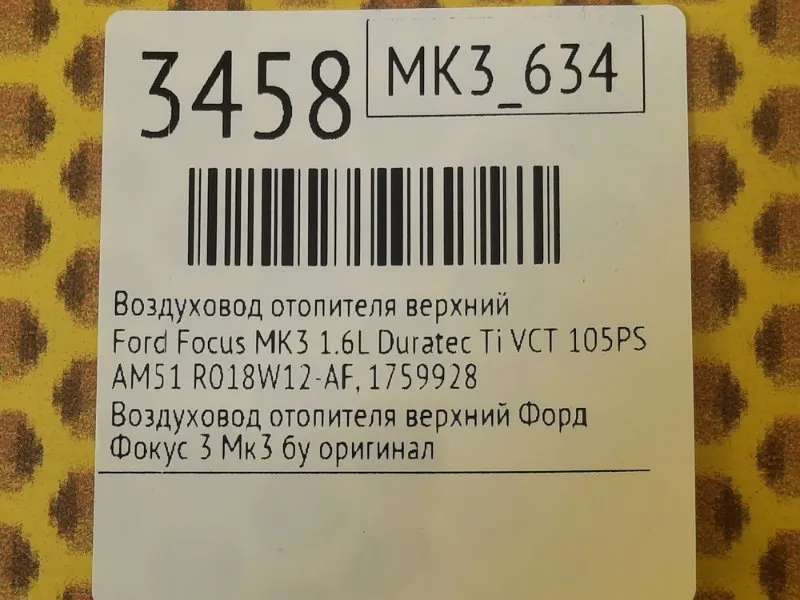 3458
MK3_634
Воздуховод отопителя верхний
Ford Focus MK3 1.6L Duratec Ti VCT 105PS
AM51 R018W12-AF, 1759928
Воздуховод отопителя верхний Форд
Фокус 3 Мк3 бу оригинал